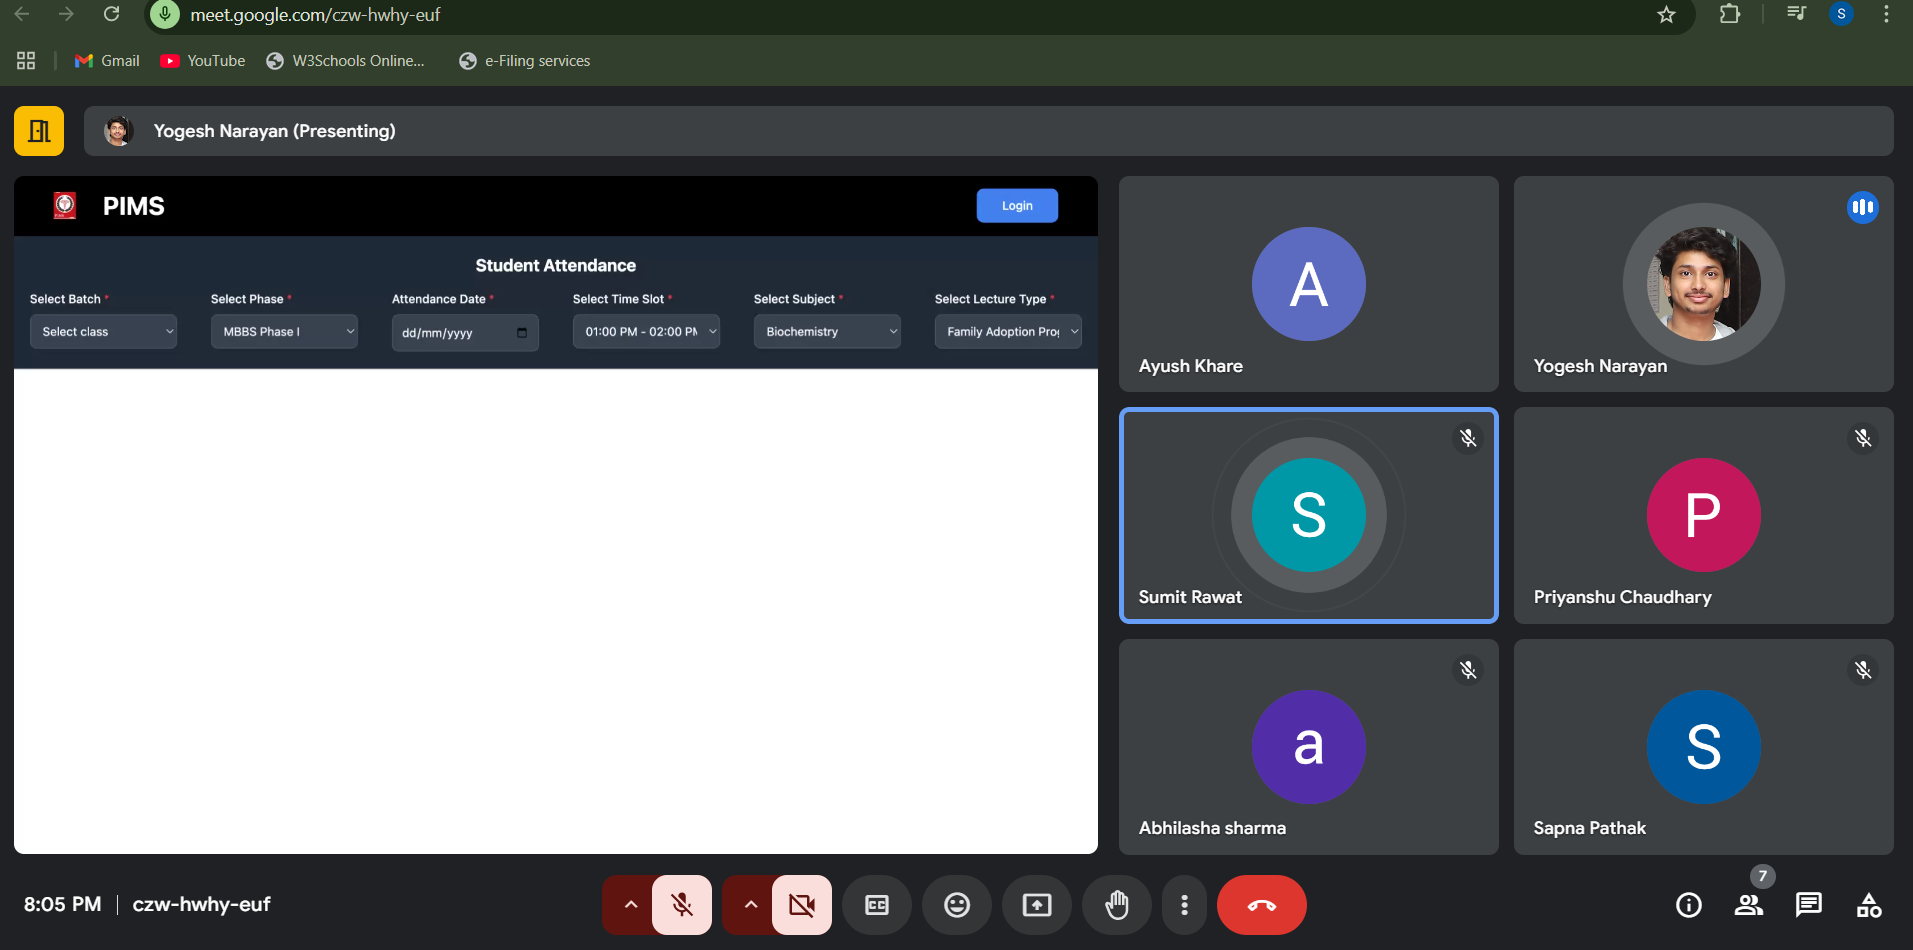 meet.google.com/czw-hwhy-euf
S
Gmail
YouTube
W3Schools Online...
e-Filing services
Yogesh Narayan (Presenting)
PIMS
Login
Student Attendance
Select Batch *
Select Phase *
Attendance Date *
Select Time Slot *
Select Subject *
Select Lecture Type *
Select class
MBBS Phase I
dd/mm/yyyy
01:00 PM - 02:00 PM
Biochemistry
Family Adoption Prog
A
Ayush Khare
Yogesh Narayan
S
Sumit Rawat
P
Priyanshu Chaudhary
a
Abhilasha sharma
S
Sapna Pathak
8:05 PM
czw-hwhy-euf
CC
7